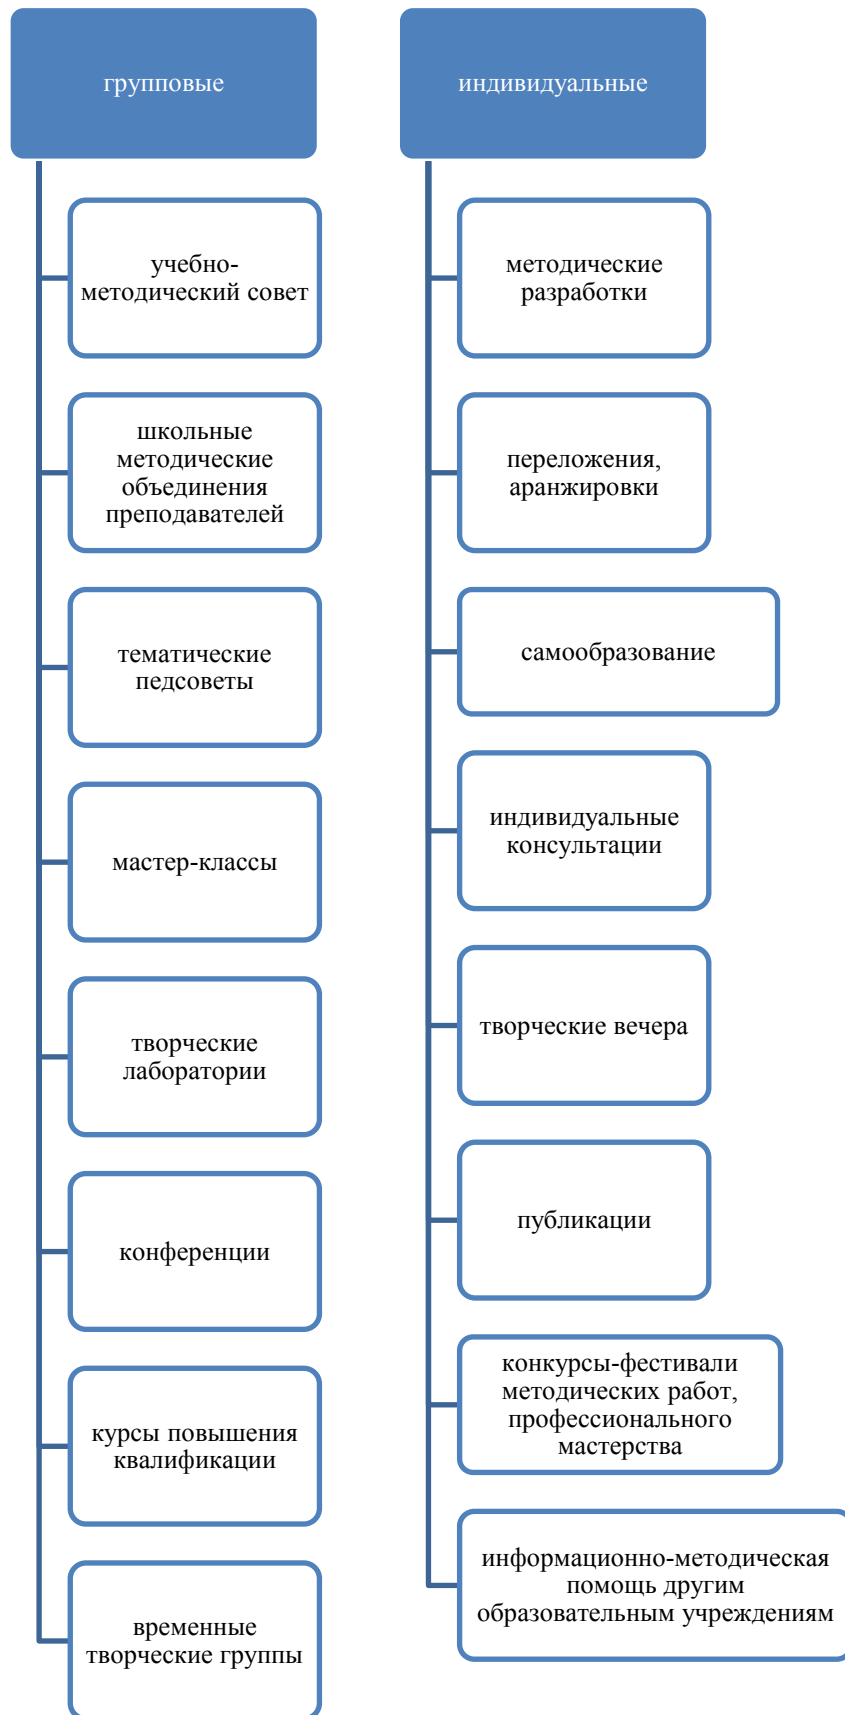 групповые
учебно-
методический совет
школьные
методические
объединения
преподавателей
тематические
педсоветы
мастер-классы
творческие
лаборатории
конференции
курсы повышения
квалификации
временные
творческие группы
индивидуальные
методические
разработки
переложения,
аранжировки
самообразование
индивидуальные
консультации
творческие вечера
публикации
конкурсы-фестивали
методических работ,
профессионального
мастерства
информационно-методическая
помощь другим
образовательным учреждениям